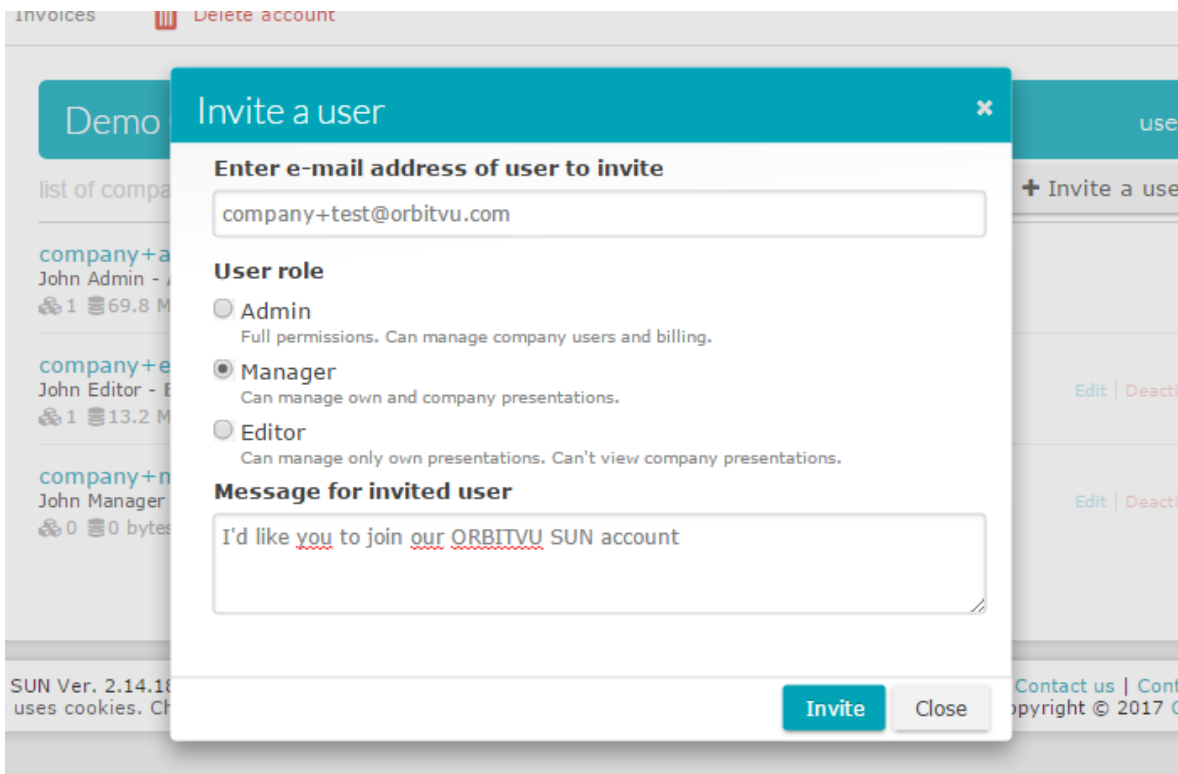 Invoices Delete account
Demo
use
Invite a user ×
list of compa
+ Invite a use
Enter e-mail address of user to invite
company+test@orbitvu.com
company+a
John Admin -
1 69.8 M
User role
Admin
Full permissions. Can manage company users and billing.
company+e
John Editor - E
1 13.2 M
Edit | Deacti
Manager
Can manage own and company presentations.
Editor
Can manage only own presentations. Can't view company presentations.
company+m
John Manager
0 0 bytes
Edit | Deacti
Message for invited user
I'd like you to join our ORBITVU SUN account
Invite Close
SUN Ver. 2.14.18
uses cookies. Ch
Contact us | Cont
opyright © 2017